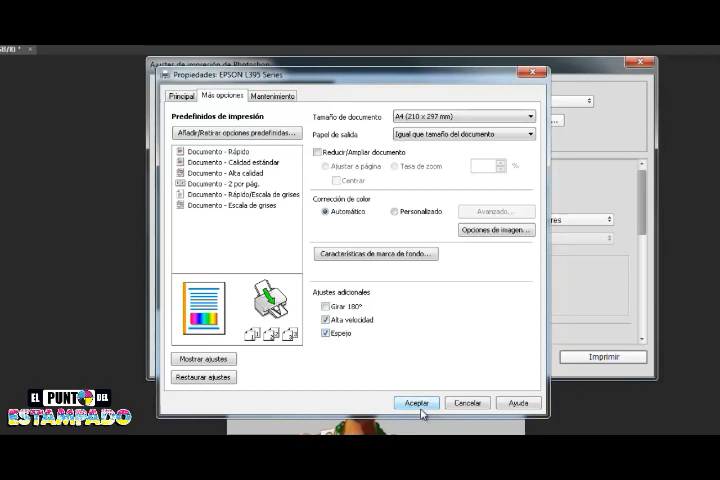 Ajustes de impresión de Photoshop
Propiedades: EPSON L395 Series
Principal
Más opciones
Mantenimiento
Predefinidos de impresión
Añadir/Retirar opciones predefinidas...
Documento - Rápido
Documento - Calidad estándar
Documento - Alta calidad
Documento - 2 por pág.
Documento - Rápido/Escala de grises
Documento - Escala de grises
Mostrar ajustes
Restaurar ajustes
Tamaño de documento
A4 (210 x 297 mm)
Papel de salida
Igual que tamaño del documento
Reducir/Ampliar documento
Ajustar a página
Tasa de zoom
%
Centrar
Corrección de color
Automático
Personalizado
Avanzado...
Opciones de imagen...
Características de marca de fondo...
Ajustes adicionales
Girar 180º
Alta velocidad
Espejo
Aceptar
Cancelar
Ayuda
Imprimir
EL PUNTO DEL
ESTAMPADO